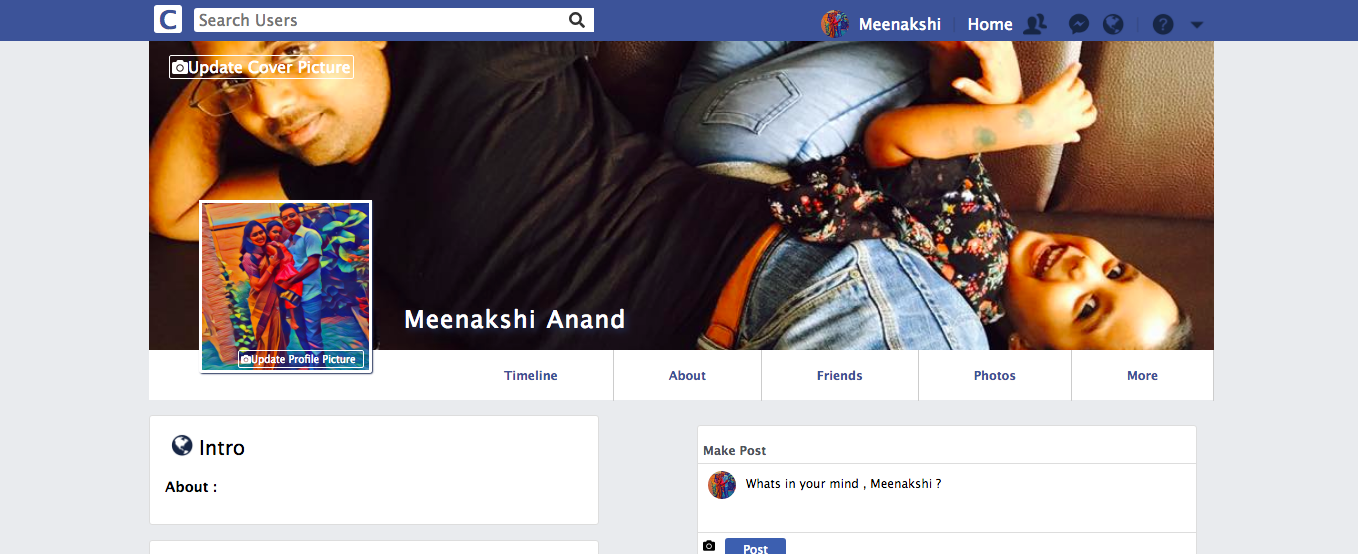 C
Search Users
Meenakshi
Home
Update Cover Picture
Meenakshi Anand
Update Profile Picture
Timeline
About
Friends
Photos
More
Intro
About :
Make Post
Whats in your mind , Meenakshi ?
Post